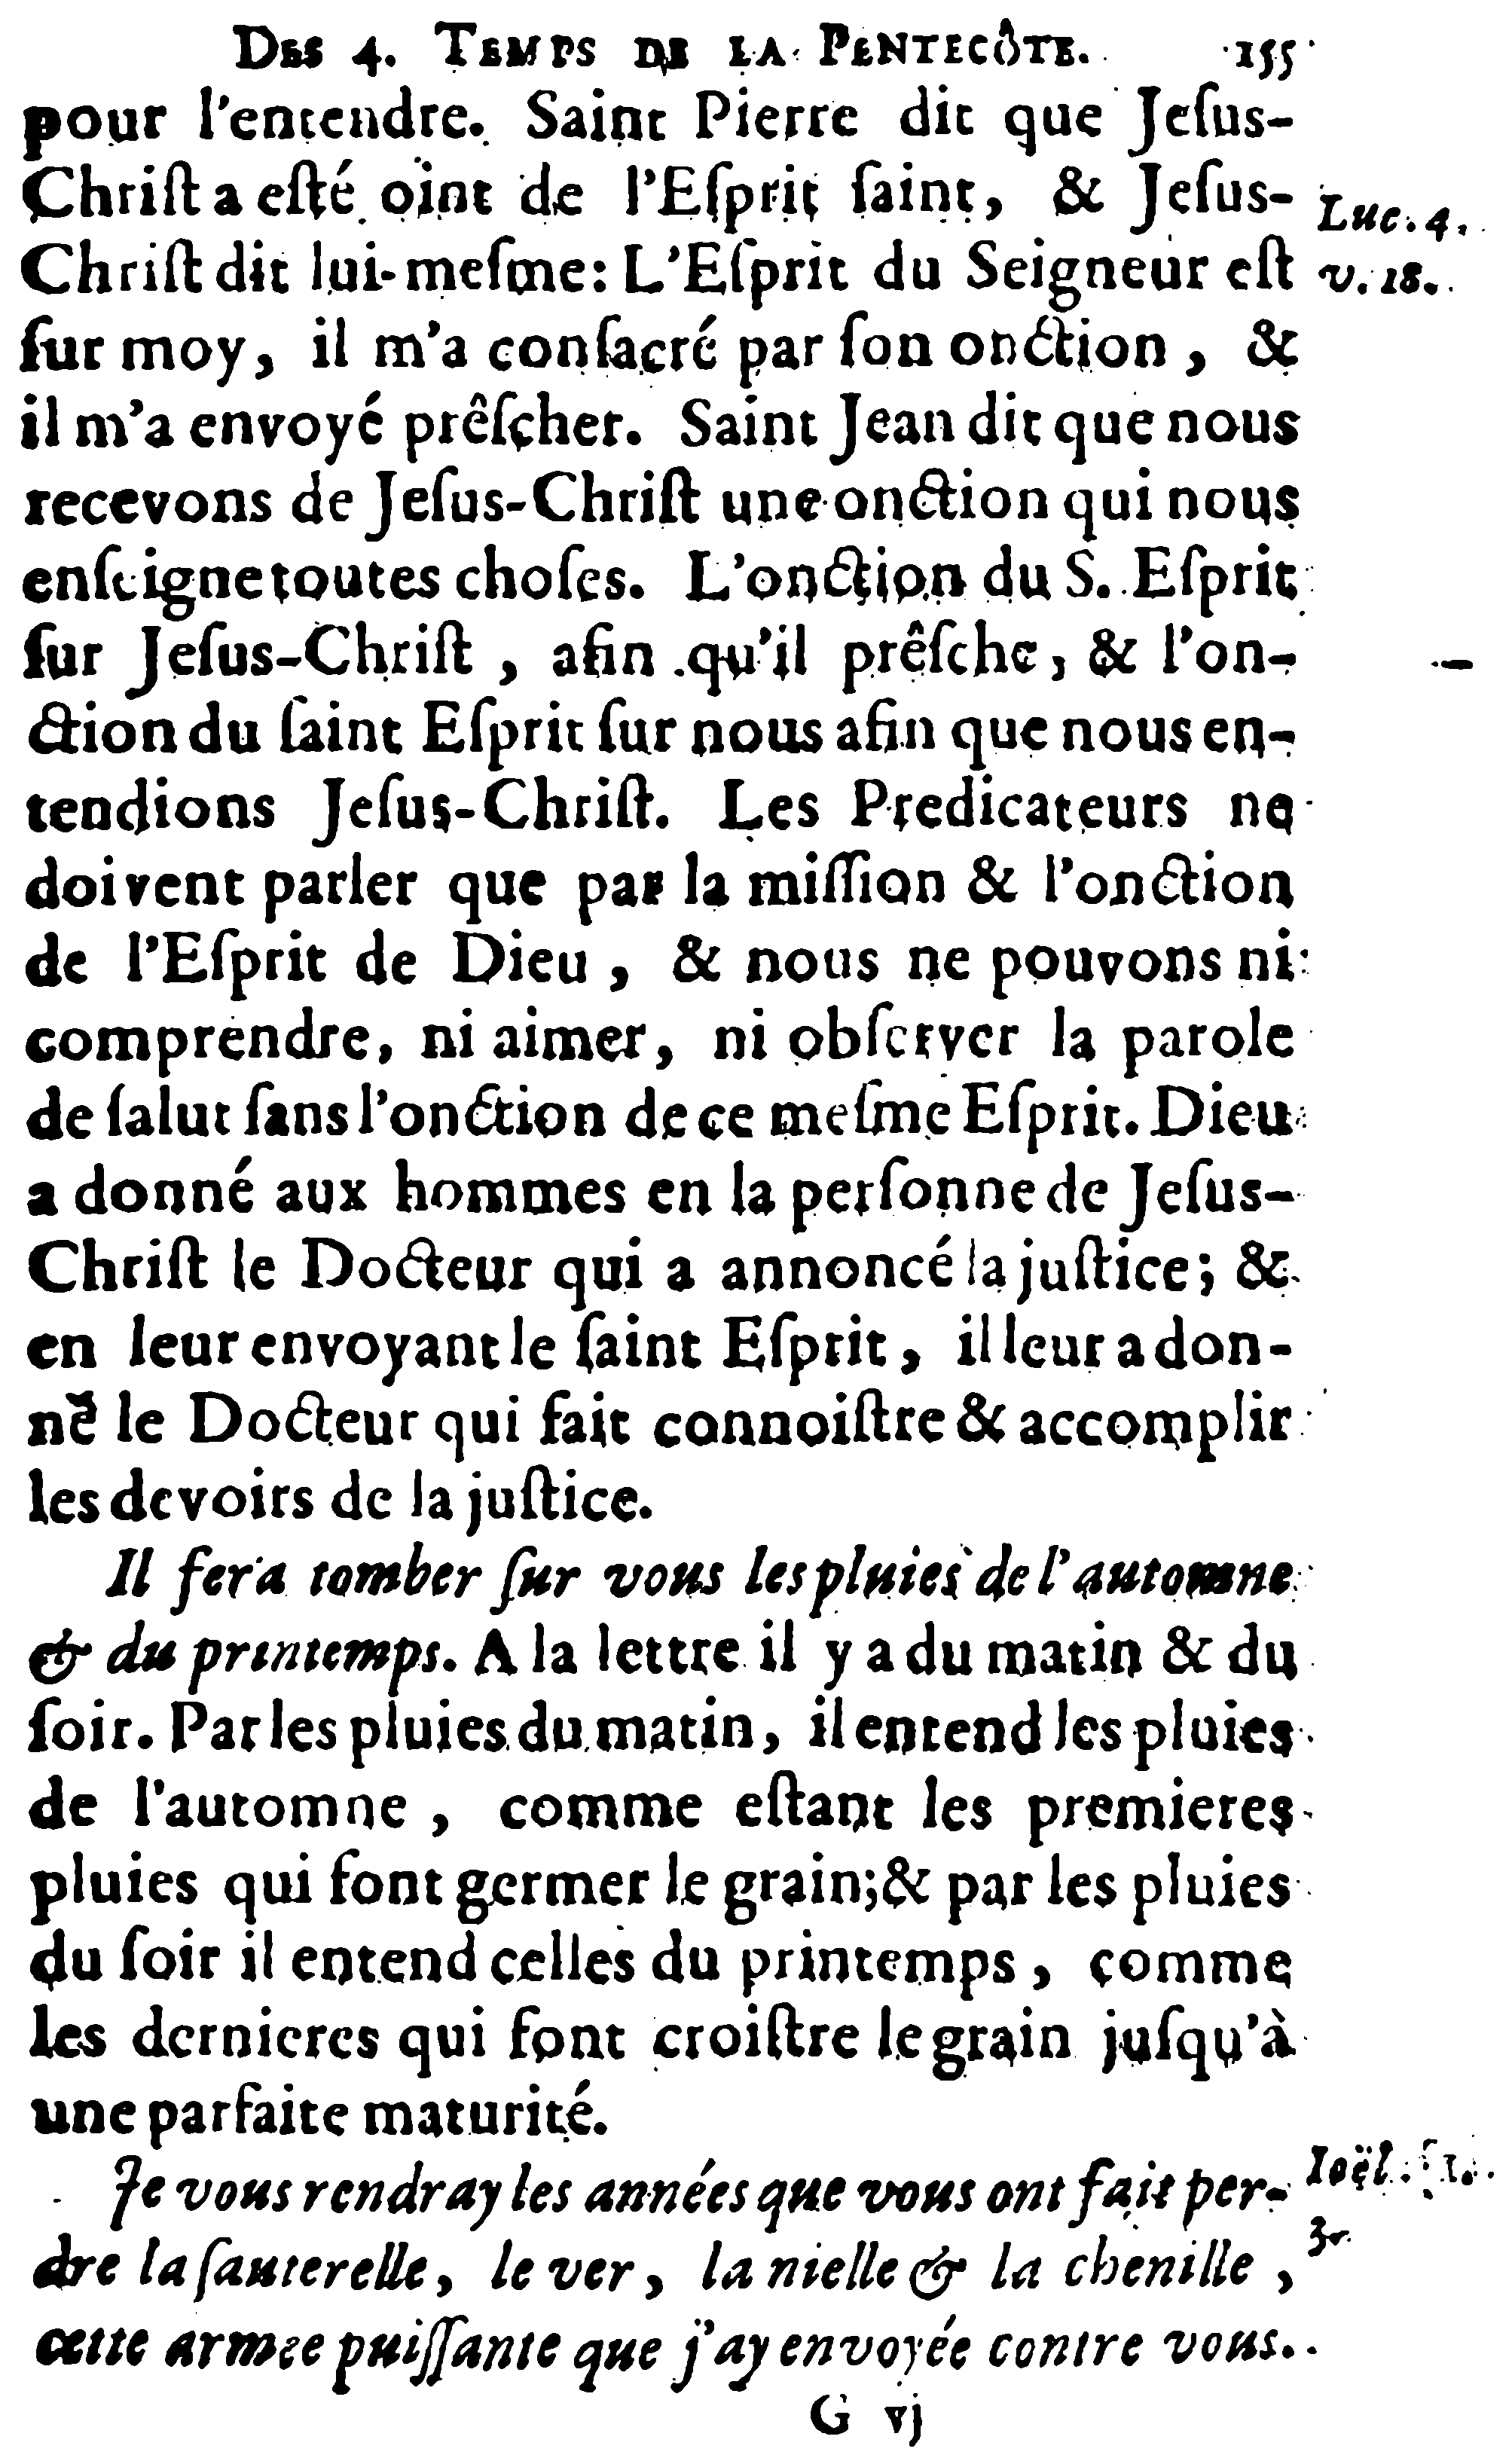 DES 4. TEMPS DE LA PENTECÔTE. 155
pour l'entendre. Saint Pierre dit que Jeſus-
Chriſt a eſté oint de l'Eſprit ſaint, & Jeſus-
Luc. 4.
Chriſt dit lui-meſme: L'Eſprit du Seigneur eſt
v. 18.
ſur moy, il m'a conſacré par ſon onction, &
il m'a envoyé prêſcher. Saint Jean dit que nous
recevons de Jeſus-Chriſt une onction qui nous
enſeigne toutes choſes. L'onction du S. Eſprit
ſur Jeſus-Chriſt, afin qu'il prêſche, & l'on-
ction du ſaint Eſprit ſur nous afin que nous en-
tendions Jeſus-Chriſt. Les Predicateurs ne
doivent parler que par la miſſion & l'onction
de l'Eſprit de Dieu, & nous ne pouvons ni
comprendre, ni aimer, ni obſerver la parole
de ſalut ſans l'onction de ce meſme Eſprit. Dieu
a donné aux hommes en la perſonne de Jeſus-
Chriſt le Docteur qui a annoncé la juſtice; &
en leur envoyant le ſaint Eſprit, il leur a don-
né le Docteur qui fait connoiſtre & accomplir
les devoirs de la juſtice.
Il fera tomber ſur vous les pluies de l'automne
& du printemps. A la lettre il y a du matin & du
ſoir. Par les pluies du matin, il entend les pluies
de l'automne, comme eſtant les premieres
pluies qui font germer le grain; & par les pluies
du ſoir il entend celles du printemps, comme
les dernieres qui font croiſtre le grain juſqu'à
une parfaite maturité.
Je vous rendray les années que vous ont fait per-
Ioël.
dre la ſauterelle, le ver, la nielle & la chenille,
cette armée puiſſante que j'ay envoyée contre vous.
G vj